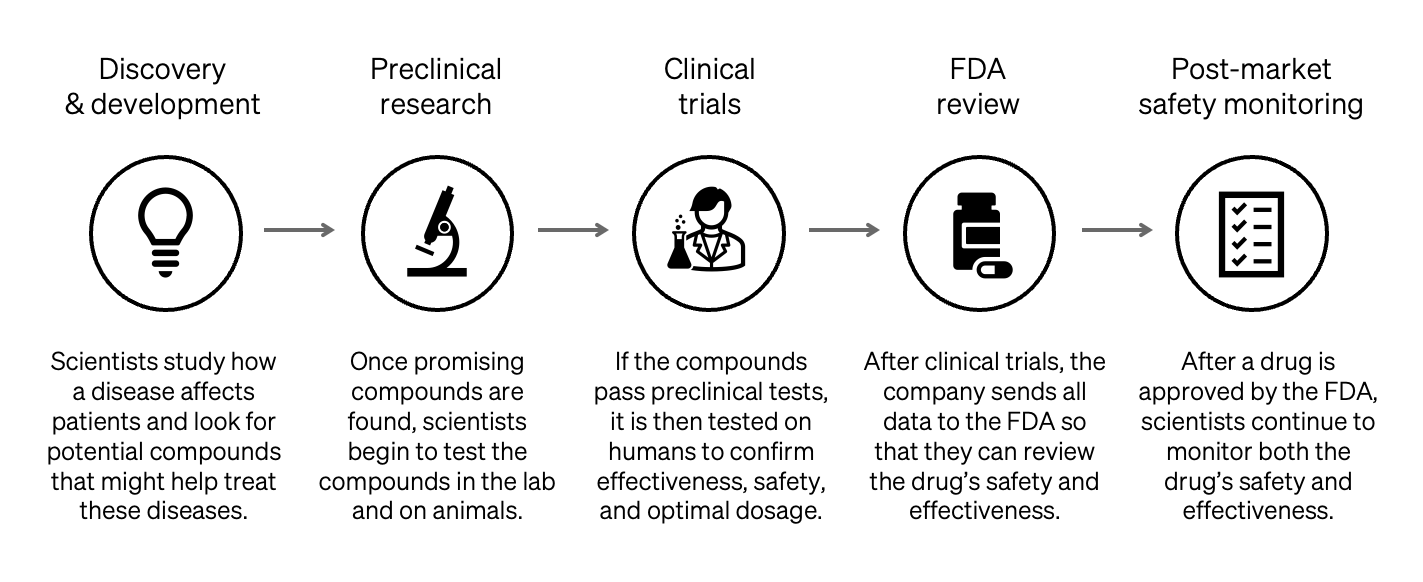 Discovery
& development
Preclinical
research
Clinical
trials
FDA
review
Post-market
safety monitoring
Scientists study how
a disease affects
patients and look for
potential compounds
that might help treat
these diseases.
Once promising
compounds are
found, scientists
begin to test the
compounds in the lab
and on animals.
If the compounds
pass preclinical tests,
it is then tested on
humans to confirm
effectiveness, safety,
and optimal dosage.
After clinical trials, the
company sends all
data to the FDA so
that they can review
the drug’s safety and
effectiveness.
After a drug is
approved by the FDA,
scientists continue to
monitor both the
drug’s safety and
effectiveness.